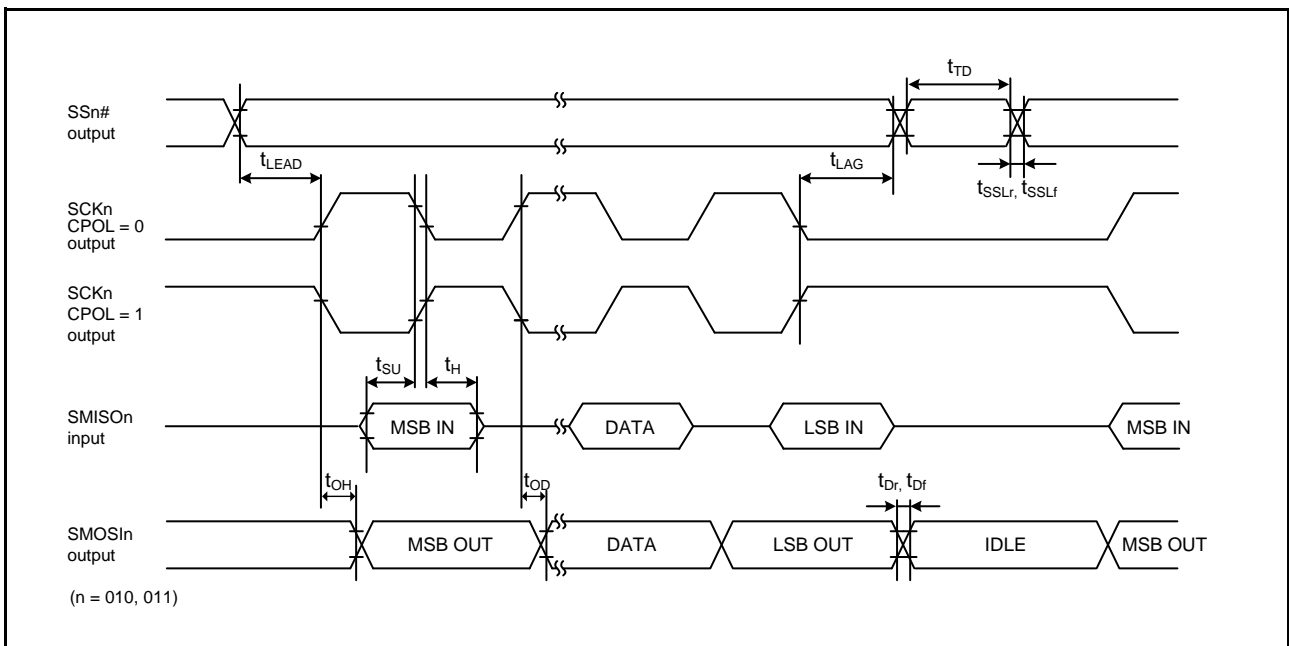 tTD
SSn#
output
tLEAD
tLAG
tSSLr, tSSLf
SCKn
CPOL = 0
output
SCKn
CPOL = 1
output
tSU
tH
SMISOn
input
MSB IN
DATA
LSB IN
MSB IN
tOH
tOD
tDr, tDf
SMOSIn
output
MSB OUT
DATA
LSB OUT
IDLE
MSB OUT
(n = 010, 011)